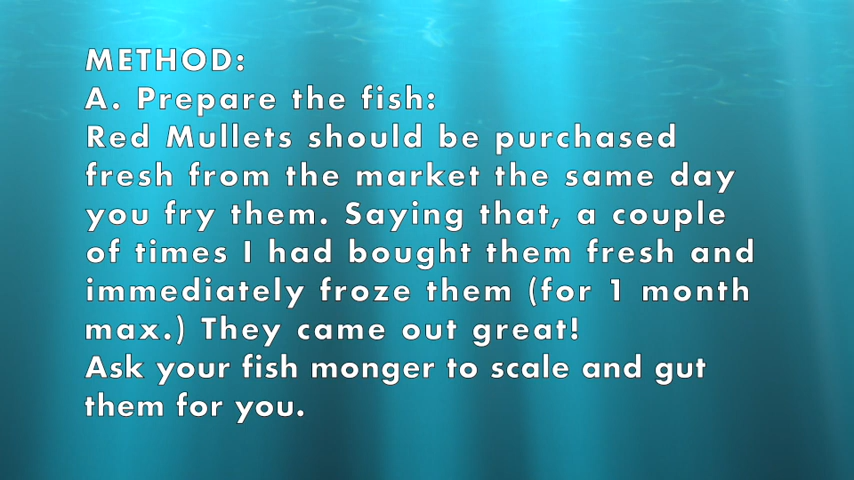 METHOD:
A. Prepare the fish:
Red Mullets should be purchased
fresh from the market the same day
you fry them. Saying that, a couple
of times I had bought them fresh and
immediately froze them (for 1 month
max.) They came out great!
Ask your fish monger to scale and gut
them for you.